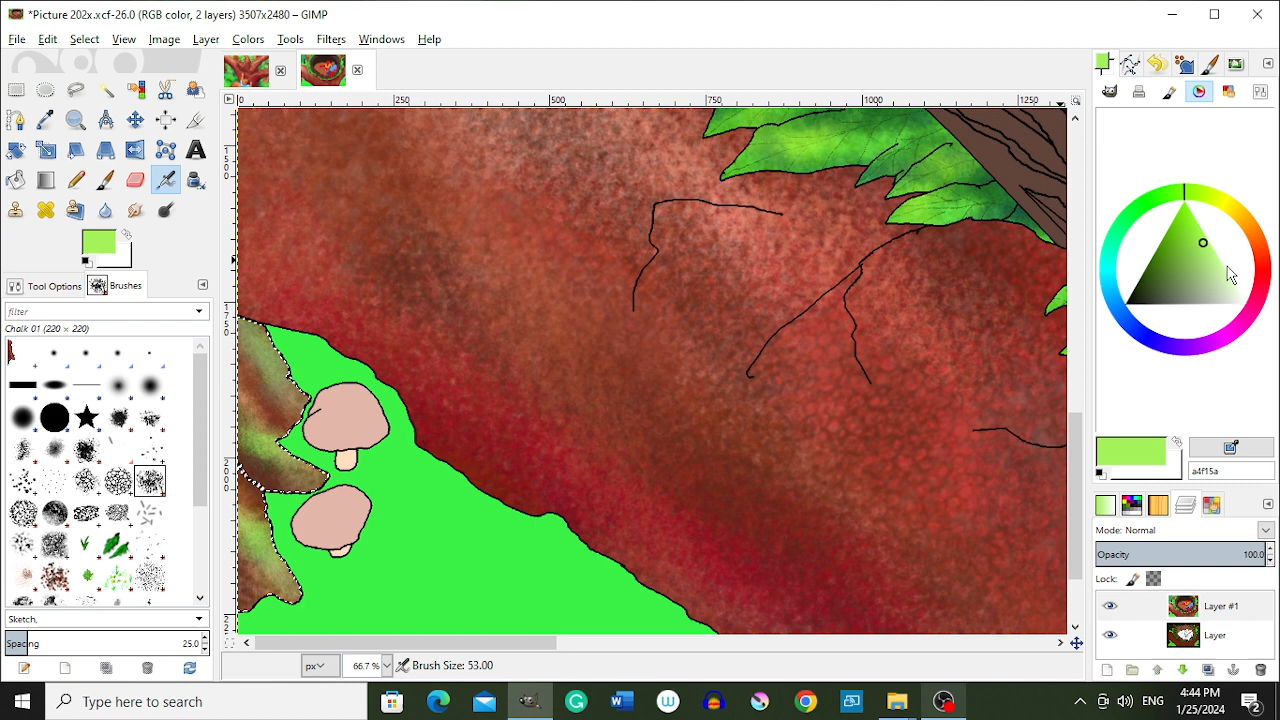 *Picture 202x.xcf-26.0 (RGB color, 2 layers) 3507x2480 – GIMP
File Edit Select View Image Layer Colors Tools Filters Windows Help
0 250 500 750 1000 1250
Tool Options Brushes
filter
Chalk 01 (220 × 220)
a4f15a
Mode: Normal
Opacity 100.0
Lock:
Layer #1
Layer
Sketch,
Spacing 25.0
px 66.7 % Brush Size: 53.00
Type here to search
ENG
4:44 PM
1/25/2024
2